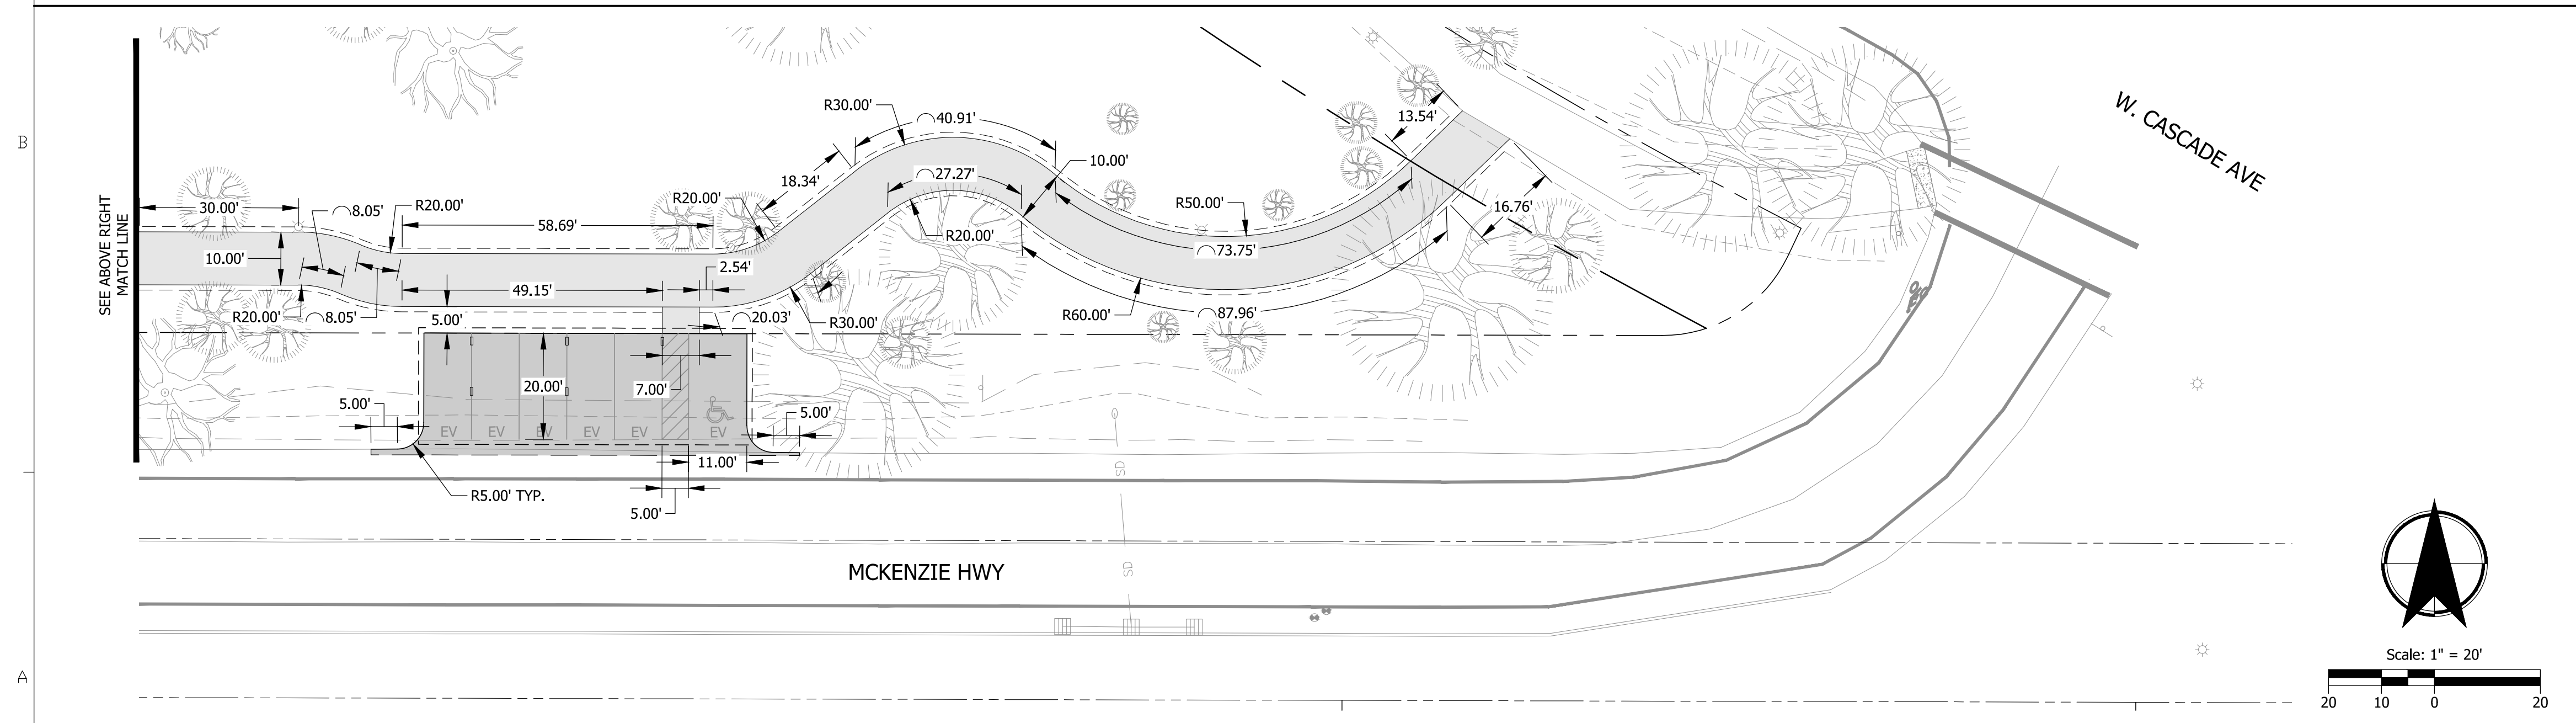 B
A
SEE ABOVE RIGHT
MATCH LINE
30.00'
8.05'
R20.00'
58.69'
10.00'
R20.00'
8.05'
5.00'
49.15'
2.54'
R20.00'
18.34'
R30.00'
40.91'
27.27'
10.00'
R20.00'
20.03'
R30.00'
R50.00'
73.75'
R60.00'
87.96'
13.54'
16.76'
W. CASCADE AVE
20.00'
7.00'
5.00'
5.00'
EV
EV
EV
EV
EV
EV
11.00'
R5.00' TYP.
5.00'
SD
SD
MCKENZIE HWY
Scale: 1" = 20'
20
10
0
20